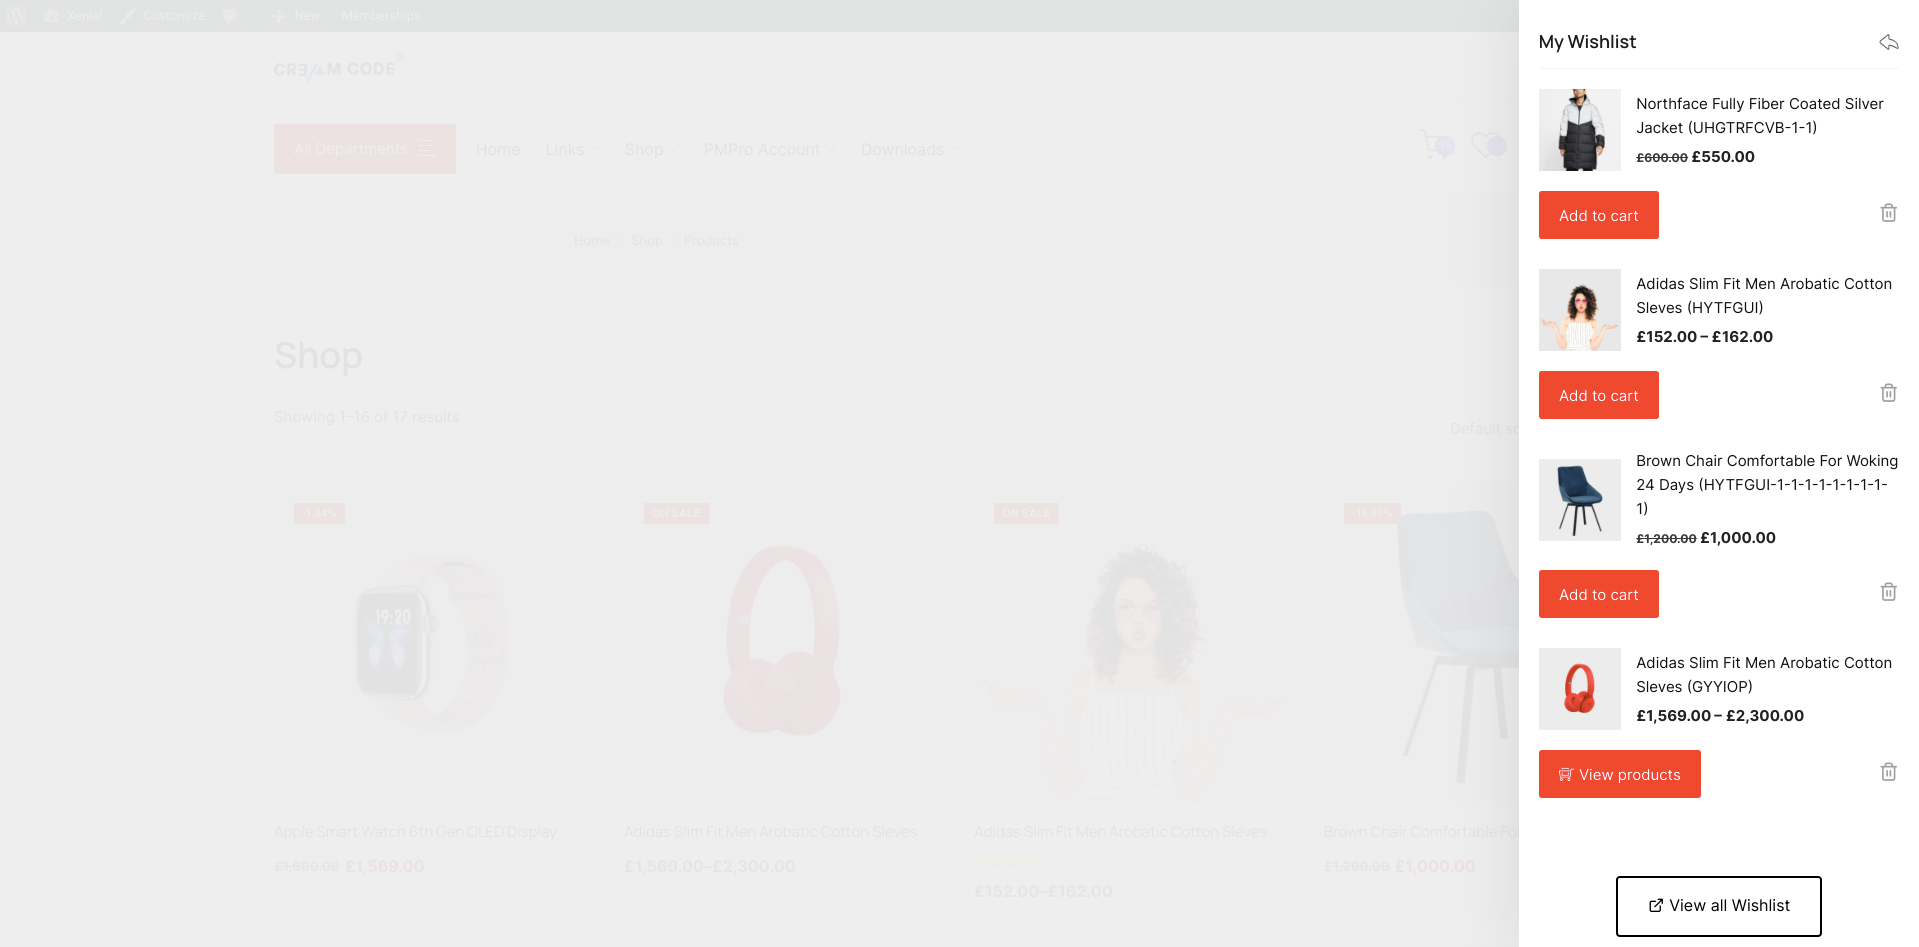 Xenial
Customize
New
Memberships
CREAM CODE
All Departments
Home
Links
Shop
PMPro Account
Downloads
Home
Shop
Products
Shop
Showing 1–16 of 17 results
Default
ON SALE
ON SALE
19:20
Apple Smart Watch 6th Gen OLED Display
£1,600.00 £1,569.00
Adidas Slim Fit Men Arobatic Cotton Sleves
£1,569.00–£2,300.00
Adidas Slim Fit Men Arobatic Cotton Sleves
£152.00–£162.00
Brown Chair Comfortable
£1,200.00 £1,000.00
My Wishlist
Northface Fully Fiber Coated Silver
Jacket (UHGTRFCVB-1-1)
£600.00 £550.00
Add to cart
Adidas Slim Fit Men Arobatic Cotton
Sleves (HYTFGUI)
£152.00 – £162.00
Add to cart
Brown Chair Comfortable For Woking
24 Days (HYTFGUI-1-1-1-1-1-1-1-1-
1)
£1,200.00 £1,000.00
Add to cart
Adidas Slim Fit Men Arobatic Cotton
Sleves (GYYIOP)
£1,569.00 – £2,300.00
View products
View all Wishlist